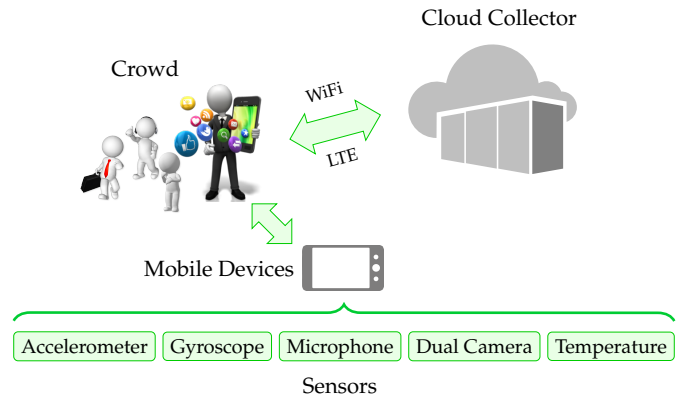 Cloud Collector
Crowd
WiFi
LTE
Mobile Devices
Accelerometer
Gyroscope
Microphone
Dual Camera
Temperature
Sensors